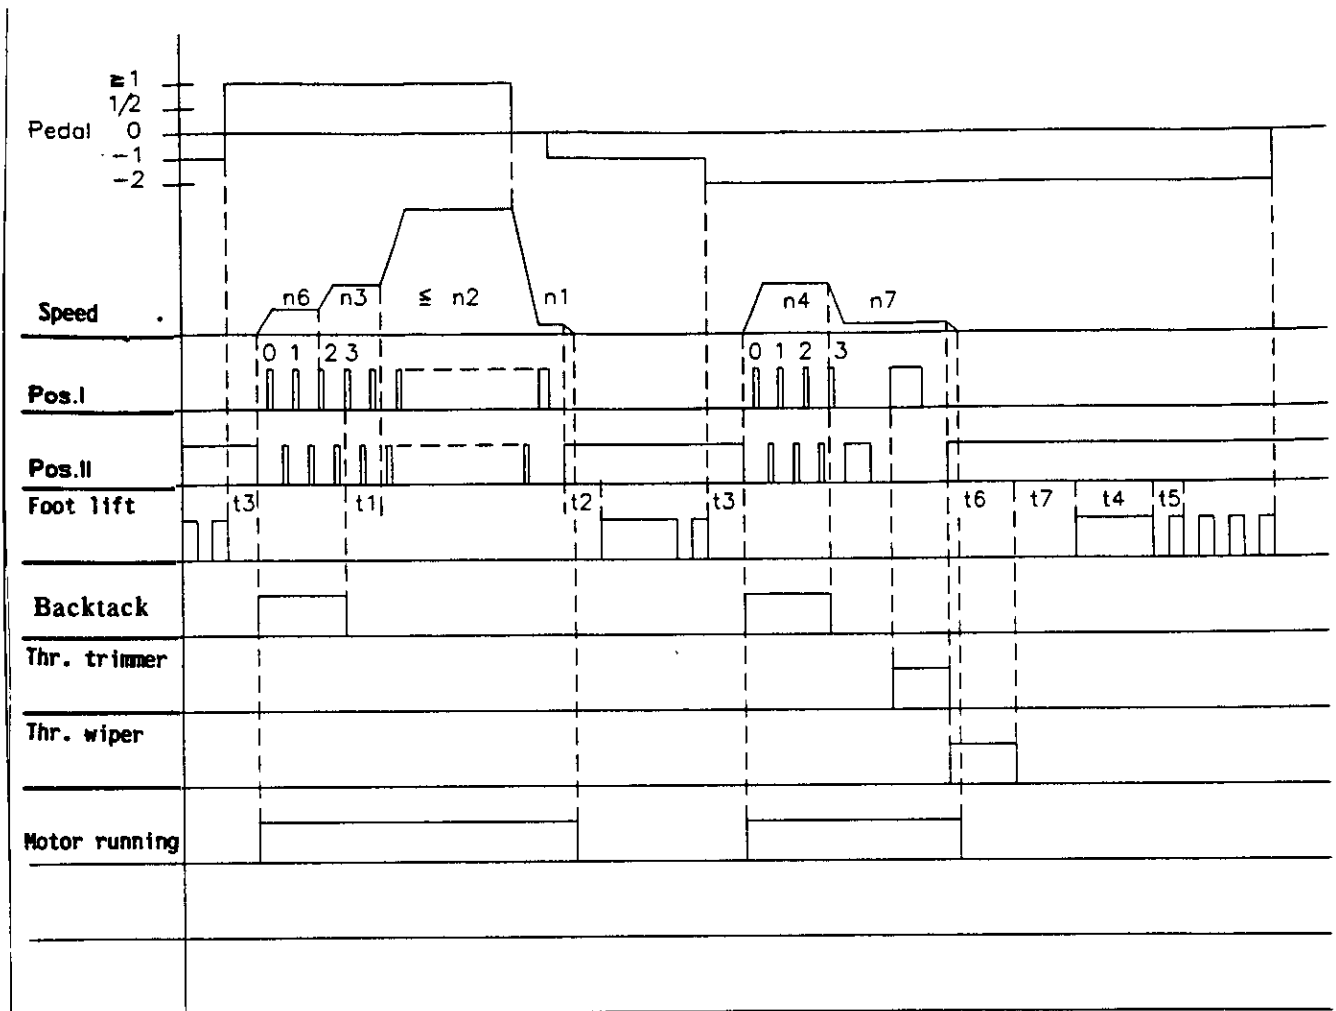 ≧1
1/2
Pedal 0
-1
-2
Speed n6 n3 ≦ n2 n1 n4 n7
0 1 2 3 0 1 2 3
Pos.I
Pos.II
Foot lift t3 t1 t2 t3 t6 t7 t4 t5
Backtack
Thr. trimmer
Thr. wiper
Motor running